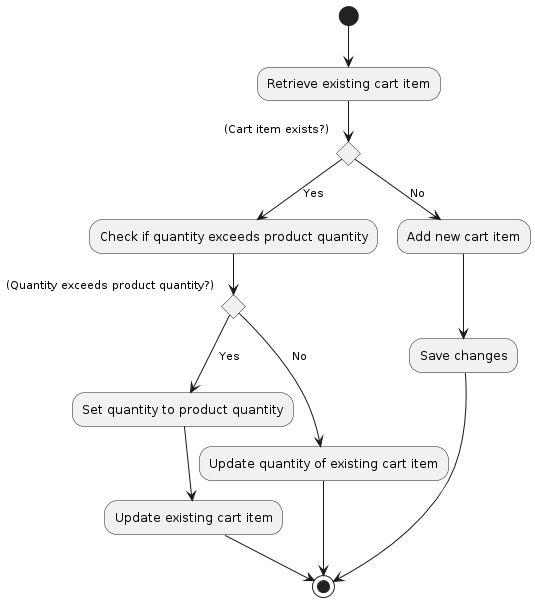 Retrieve existing cart item
(Cart item exists?)
Yes
No
Check if quantity exceeds product quantity
Add new cart item
(Quantity exceeds product quantity?)
Yes
No
Save changes
Set quantity to product quantity
Update quantity of existing cart item
Update existing cart item